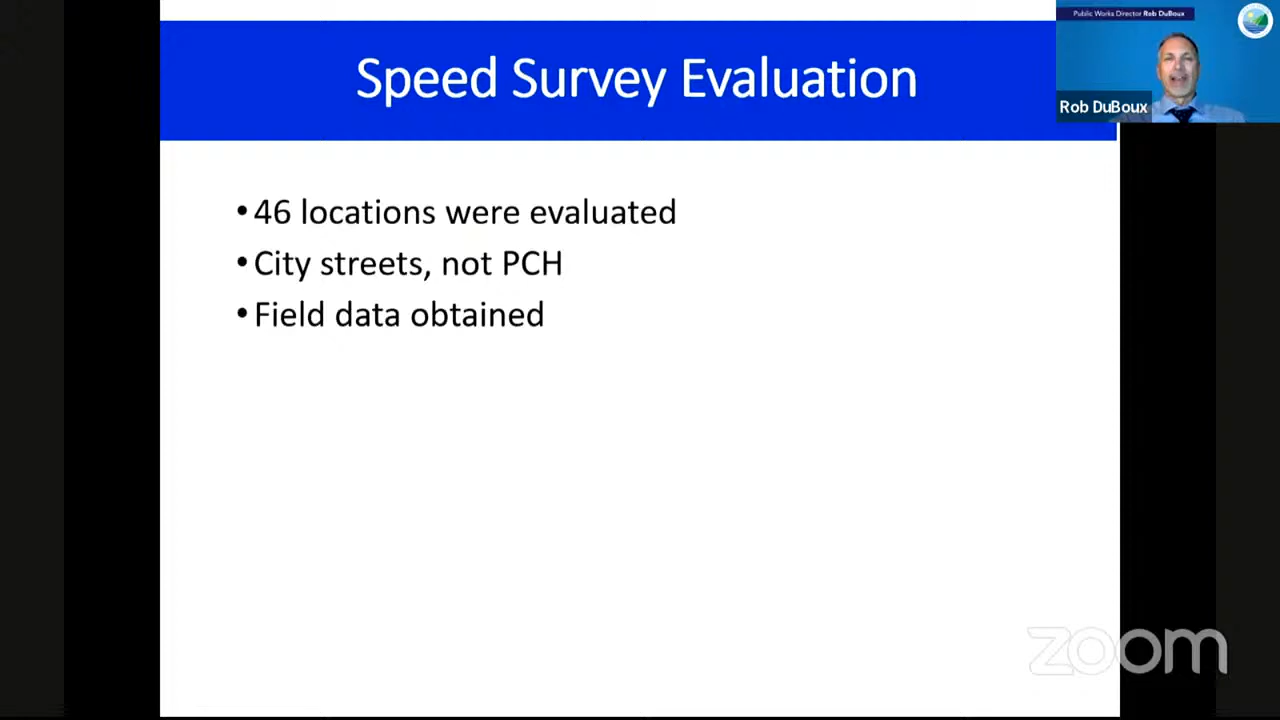 Public Works Director Rob DuBoux
Rob DuBoux
Speed Survey Evaluation
•46 locations were evaluated
•City streets, not PCH
•Field data obtained
zoom